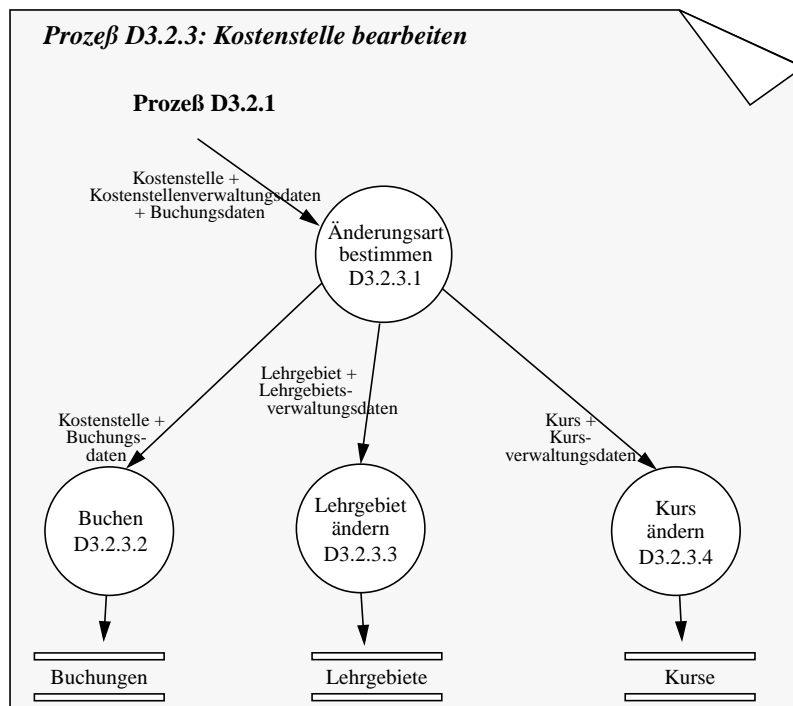 Prozeß D3.2.3: Kostenstelle bearbeiten
Prozeß D3.2.1
Kostenstelle +
Kostenstellenverwaltungsdaten
+ Buchungsdaten
Änderungsart
bestimmen
D3.2.3.1
Lehrgebiet +
Lehrgebiets-
verwaltungsdaten
Kostenstelle +
Buchungs-
daten
Kurs +
Kurs-
verwaltungsdaten
Buchen
D3.2.3.2
Lehrgebiet
ändern
D3.2.3.3
Kurs
ändern
D3.2.3.4
Buchungen
Lehrgebiete
Kurse